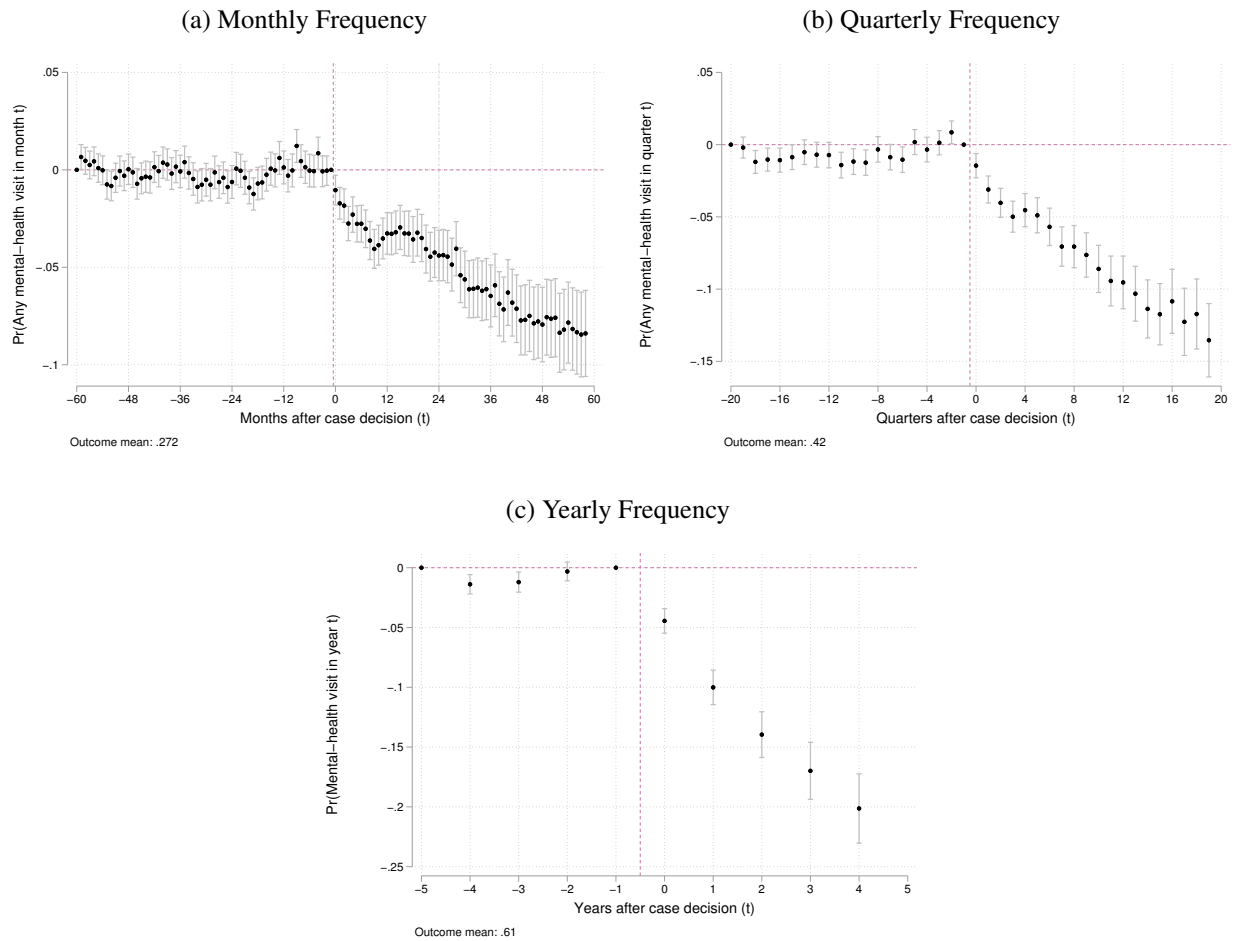 (a) Monthly Frequency
Pr(Any mental−health visit in month t)
.05
0
−.05
−.1
−60 −48 −36 −24 −12 0 12 24 36 48 60
Months after case decision (t)
Outcome mean: .272
(b) Quarterly Frequency
Pr(Any mental−health visit in quarter t)
.05
0
−.05
−.1
−.15
−20 −16 −12 −8 −4 0 4 8 12 16 20
Quarters after case decision (t)
Outcome mean: .42
(c) Yearly Frequency
Pr(Mental−health visit in year t)
0
−.05
−.1
−.15
−.2
−.25
−5 −4 −3 −2 −1 0 1 2 3 4 5
Years after case decision (t)
Outcome mean: .61